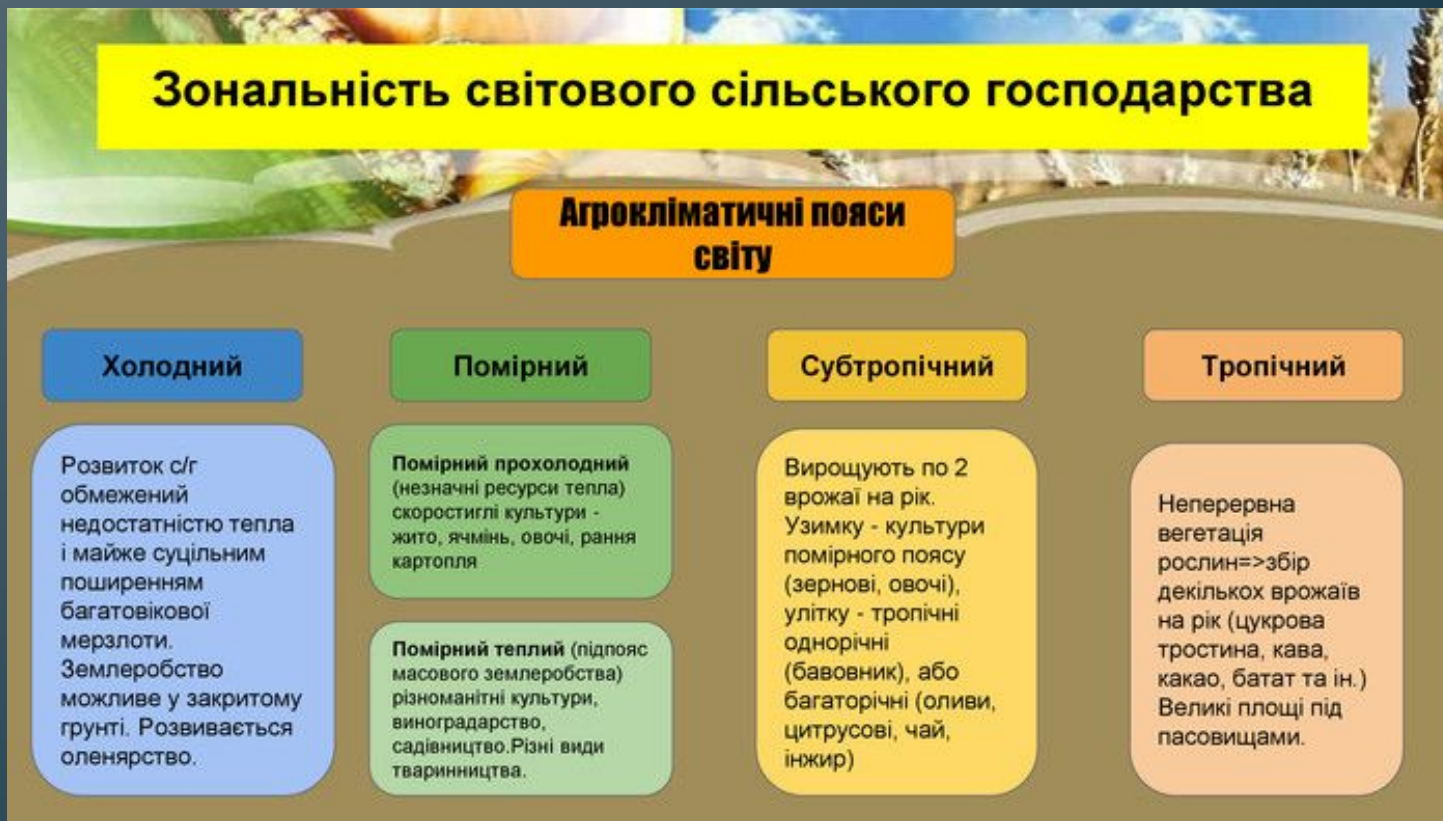 Зональність світового сільського господарства
Агрокліматичні пояси
світу
Холодний
Розвиток с/г
обмежений
недостатністю тепла
і майже суцільним
поширенням
багатовікової
мерзлоти.
Землеробство
можливе у закритому
грунті. Розвивається
оленярство.
Помірний
Помірний прохолодний
(незначні ресурси тепла)
скоростиглі культури -
жито, ячмінь, овочі, рання
картопля
Помірний теплий (підпояс
масового землеробства)
різноманітні культури,
виноградарство,
садівництво.Різні види
тваринництва.
Субтропічний
Вирощують по 2
врожаї на рік.
Узимку - культури
помірного поясу
(зернові, овочі),
улітку - тропічні
однорічні
(бавовник), або
багаторічні (оливи,
цитрусові, чай,
інжир)
Тропічний
Неперервна
вегетація
рослин=>збір
декількох врожаїв
на рік (цукрова
тростина, кава,
какао, батат та ін.)
Великі площі під
пасовищами.